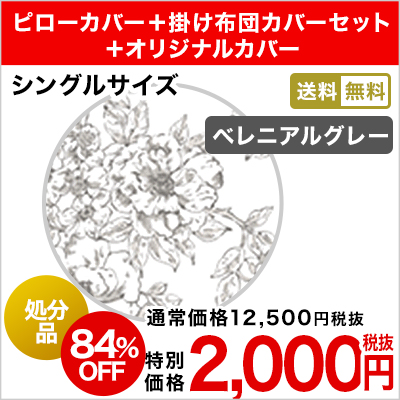 ピローカバー＋掛け布団カバーセット
＋オリジナルカバー
シングルサイズ
送料無料
ベレニアルグレー
処分品
84%OFF
通常価格12,500円税抜
特別価格2,000円税抜